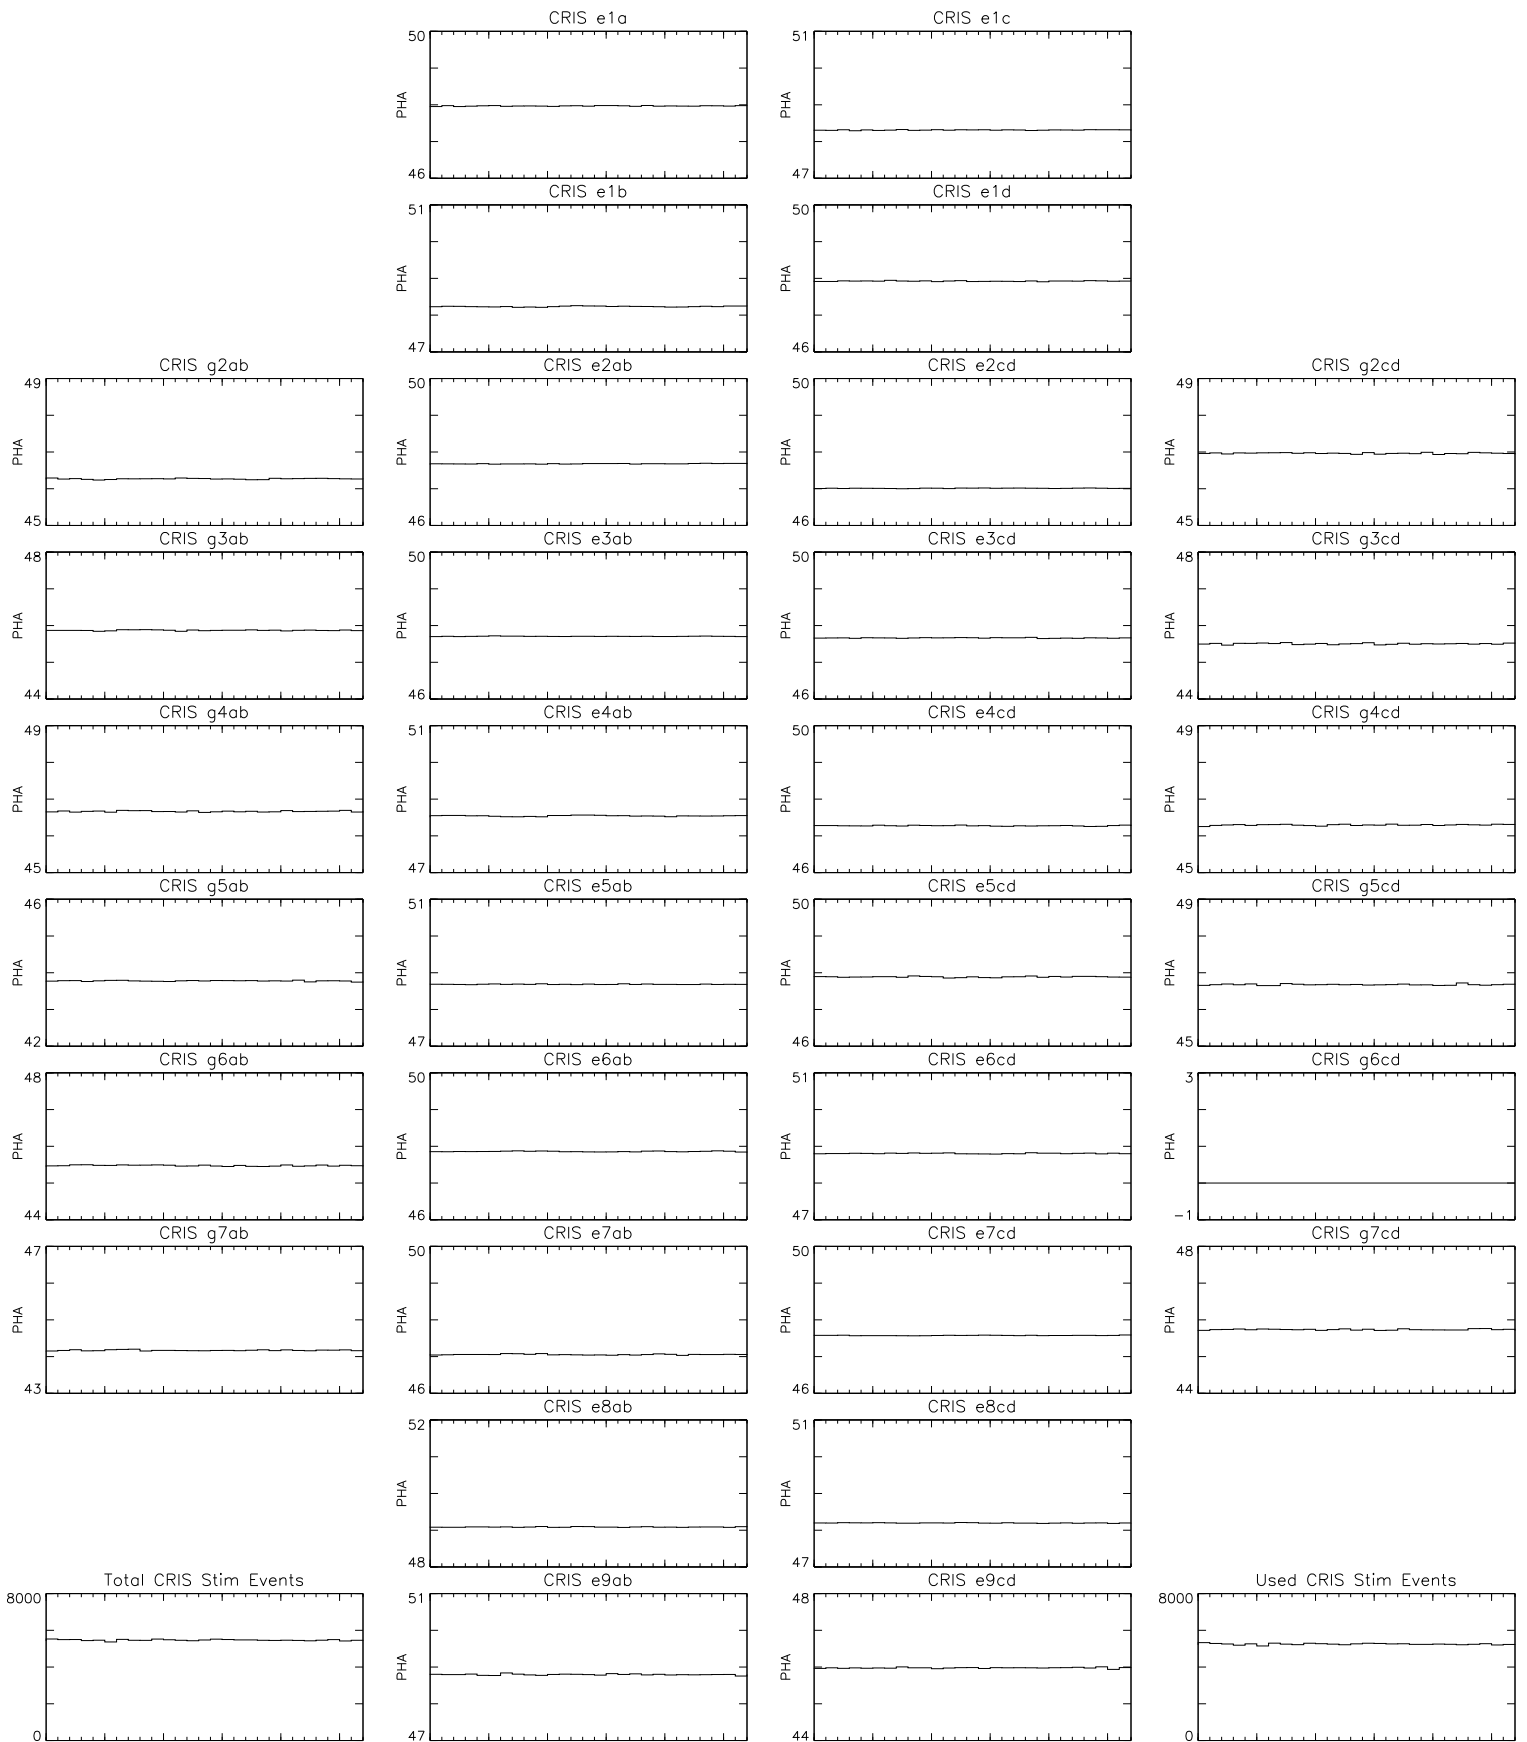 CRIS e1a
CRIS e1c
50
PHA
46
51
PHA
47
CRIS e1b
CRIS e1d
51
PHA
47
50
PHA
46
CRIS g2ab
CRIS e2ab
CRIS e2cd
CRIS g2cd
49
PHA
45
50
PHA
46
50
PHA
46
49
PHA
45
CRIS g3ab
CRIS e3ab
CRIS e3cd
CRIS g3cd
48
PHA
44
50
PHA
46
50
PHA
46
48
PHA
44
CRIS g4ab
CRIS e4ab
CRIS e4cd
CRIS g4cd
49
PHA
45
51
PHA
47
50
PHA
46
49
PHA
45
CRIS g5ab
CRIS e5ab
CRIS e5cd
CRIS g5cd
46
PHA
42
51
PHA
47
50
PHA
46
49
PHA
45
CRIS g6ab
CRIS e6ab
CRIS e6cd
CRIS g6cd
48
PHA
44
50
PHA
46
51
PHA
47
3
PHA
-1
CRIS g7ab
CRIS e7ab
CRIS e7cd
CRIS g7cd
47
PHA
43
50
PHA
46
50
PHA
46
48
PHA
44
CRIS e8ab
CRIS e8cd
52
PHA
48
51
PHA
47
Total CRIS Stim Events
CRIS e9ab
CRIS e9cd
Used CRIS Stim Events
8000
0
51
PHA
47
48
PHA
44
8000
0